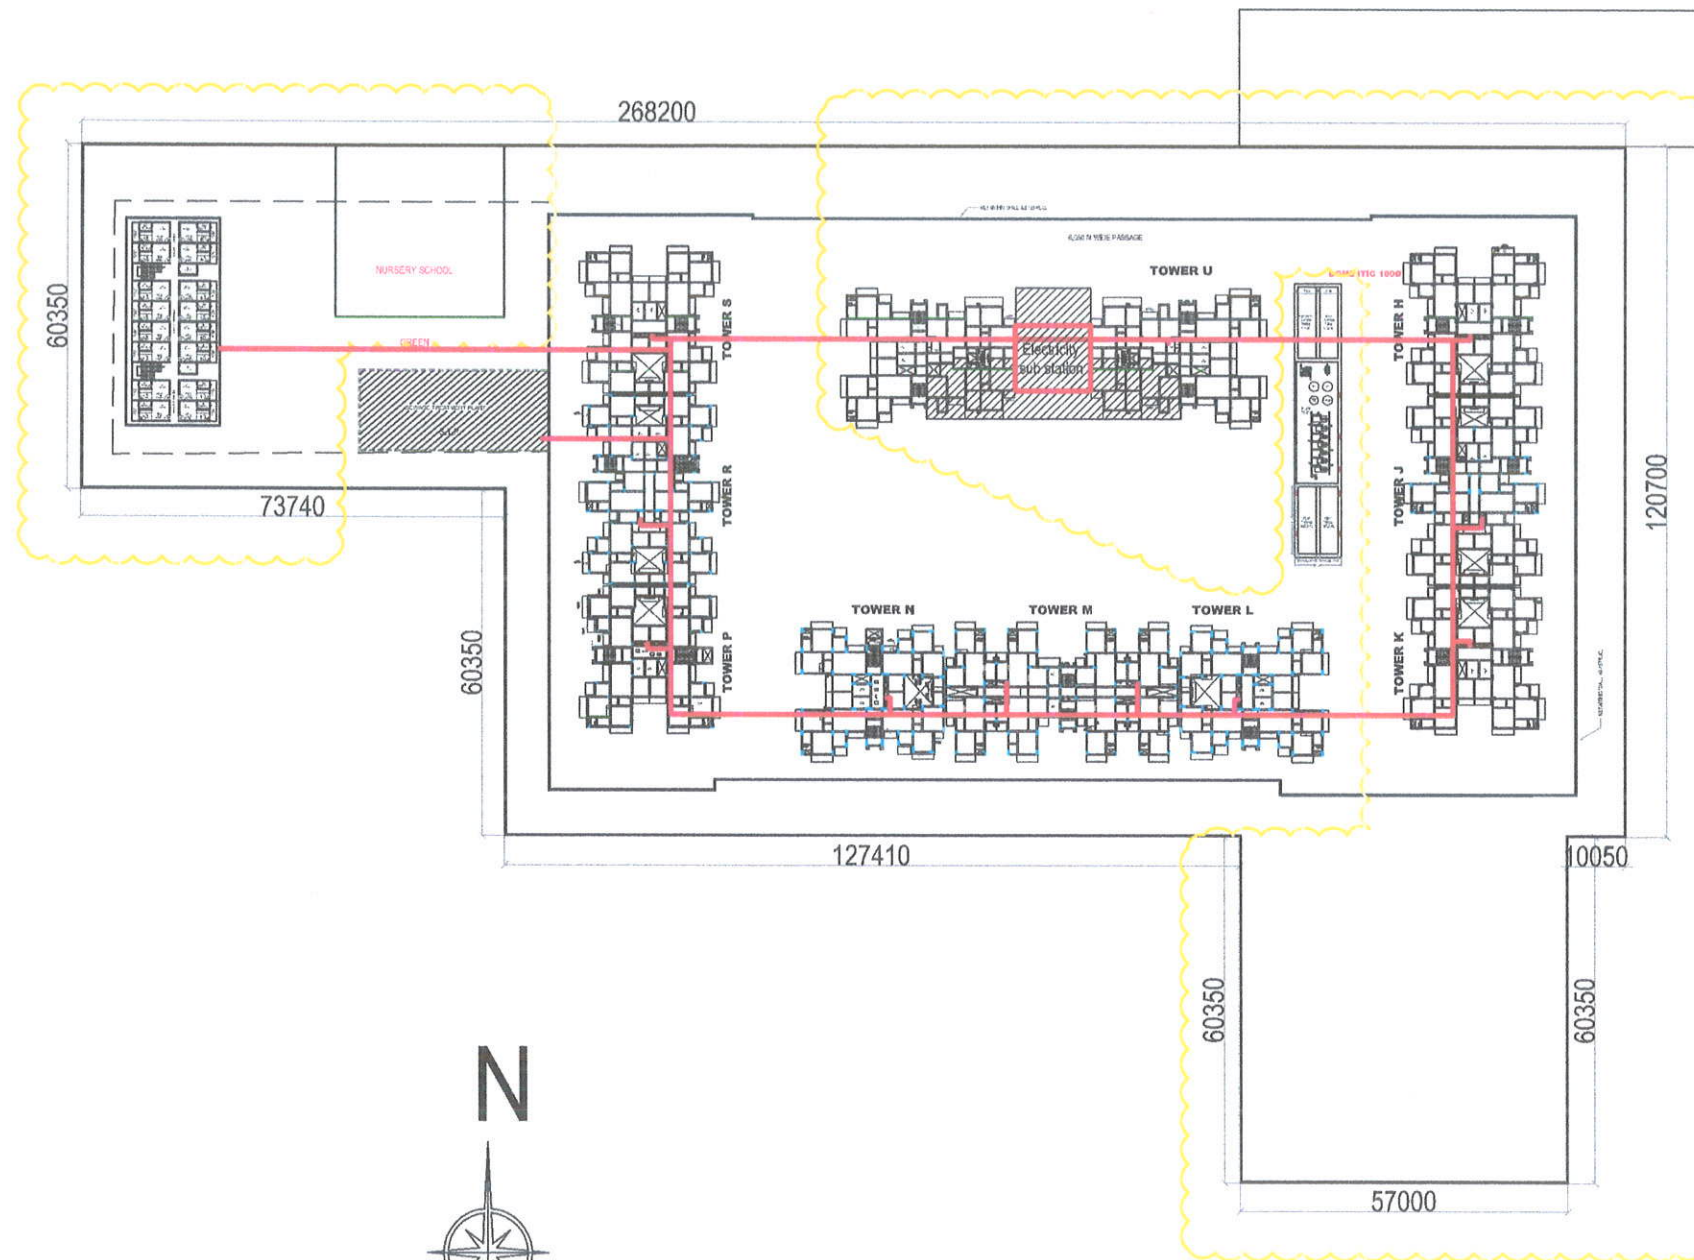 268200
TOWER U
NURSERY SCHOOL
60350
TOWER S
TOWER H
GREEN
Electricity
sub station
120700
73740
TOWER R
TOWER J
60350
TOWER N
TOWER M
TOWER L
TOWER P
TOWER K
127410
10050
60350
60350
57000
N